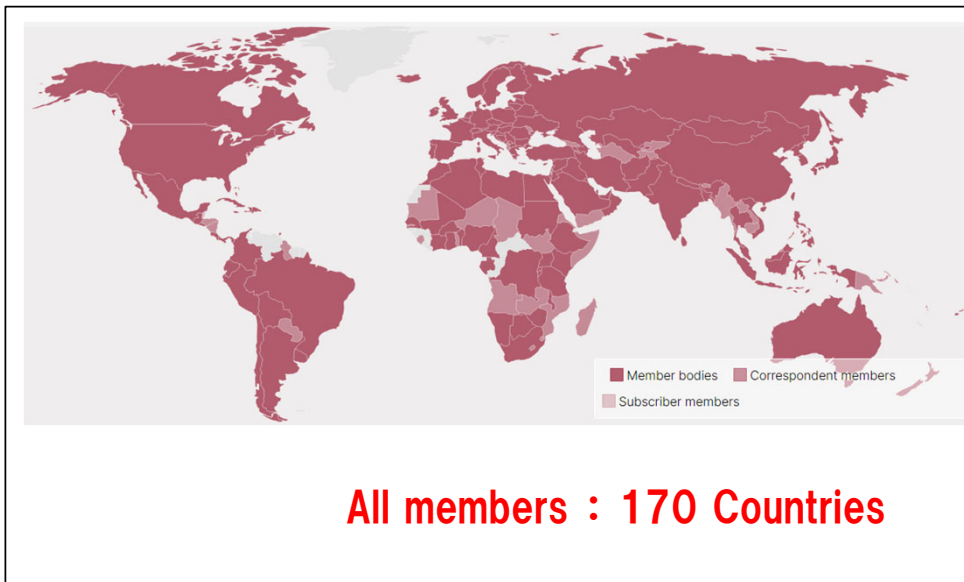 Member bodies
Correspondent members
Subscriber members
All members : 170 Countries